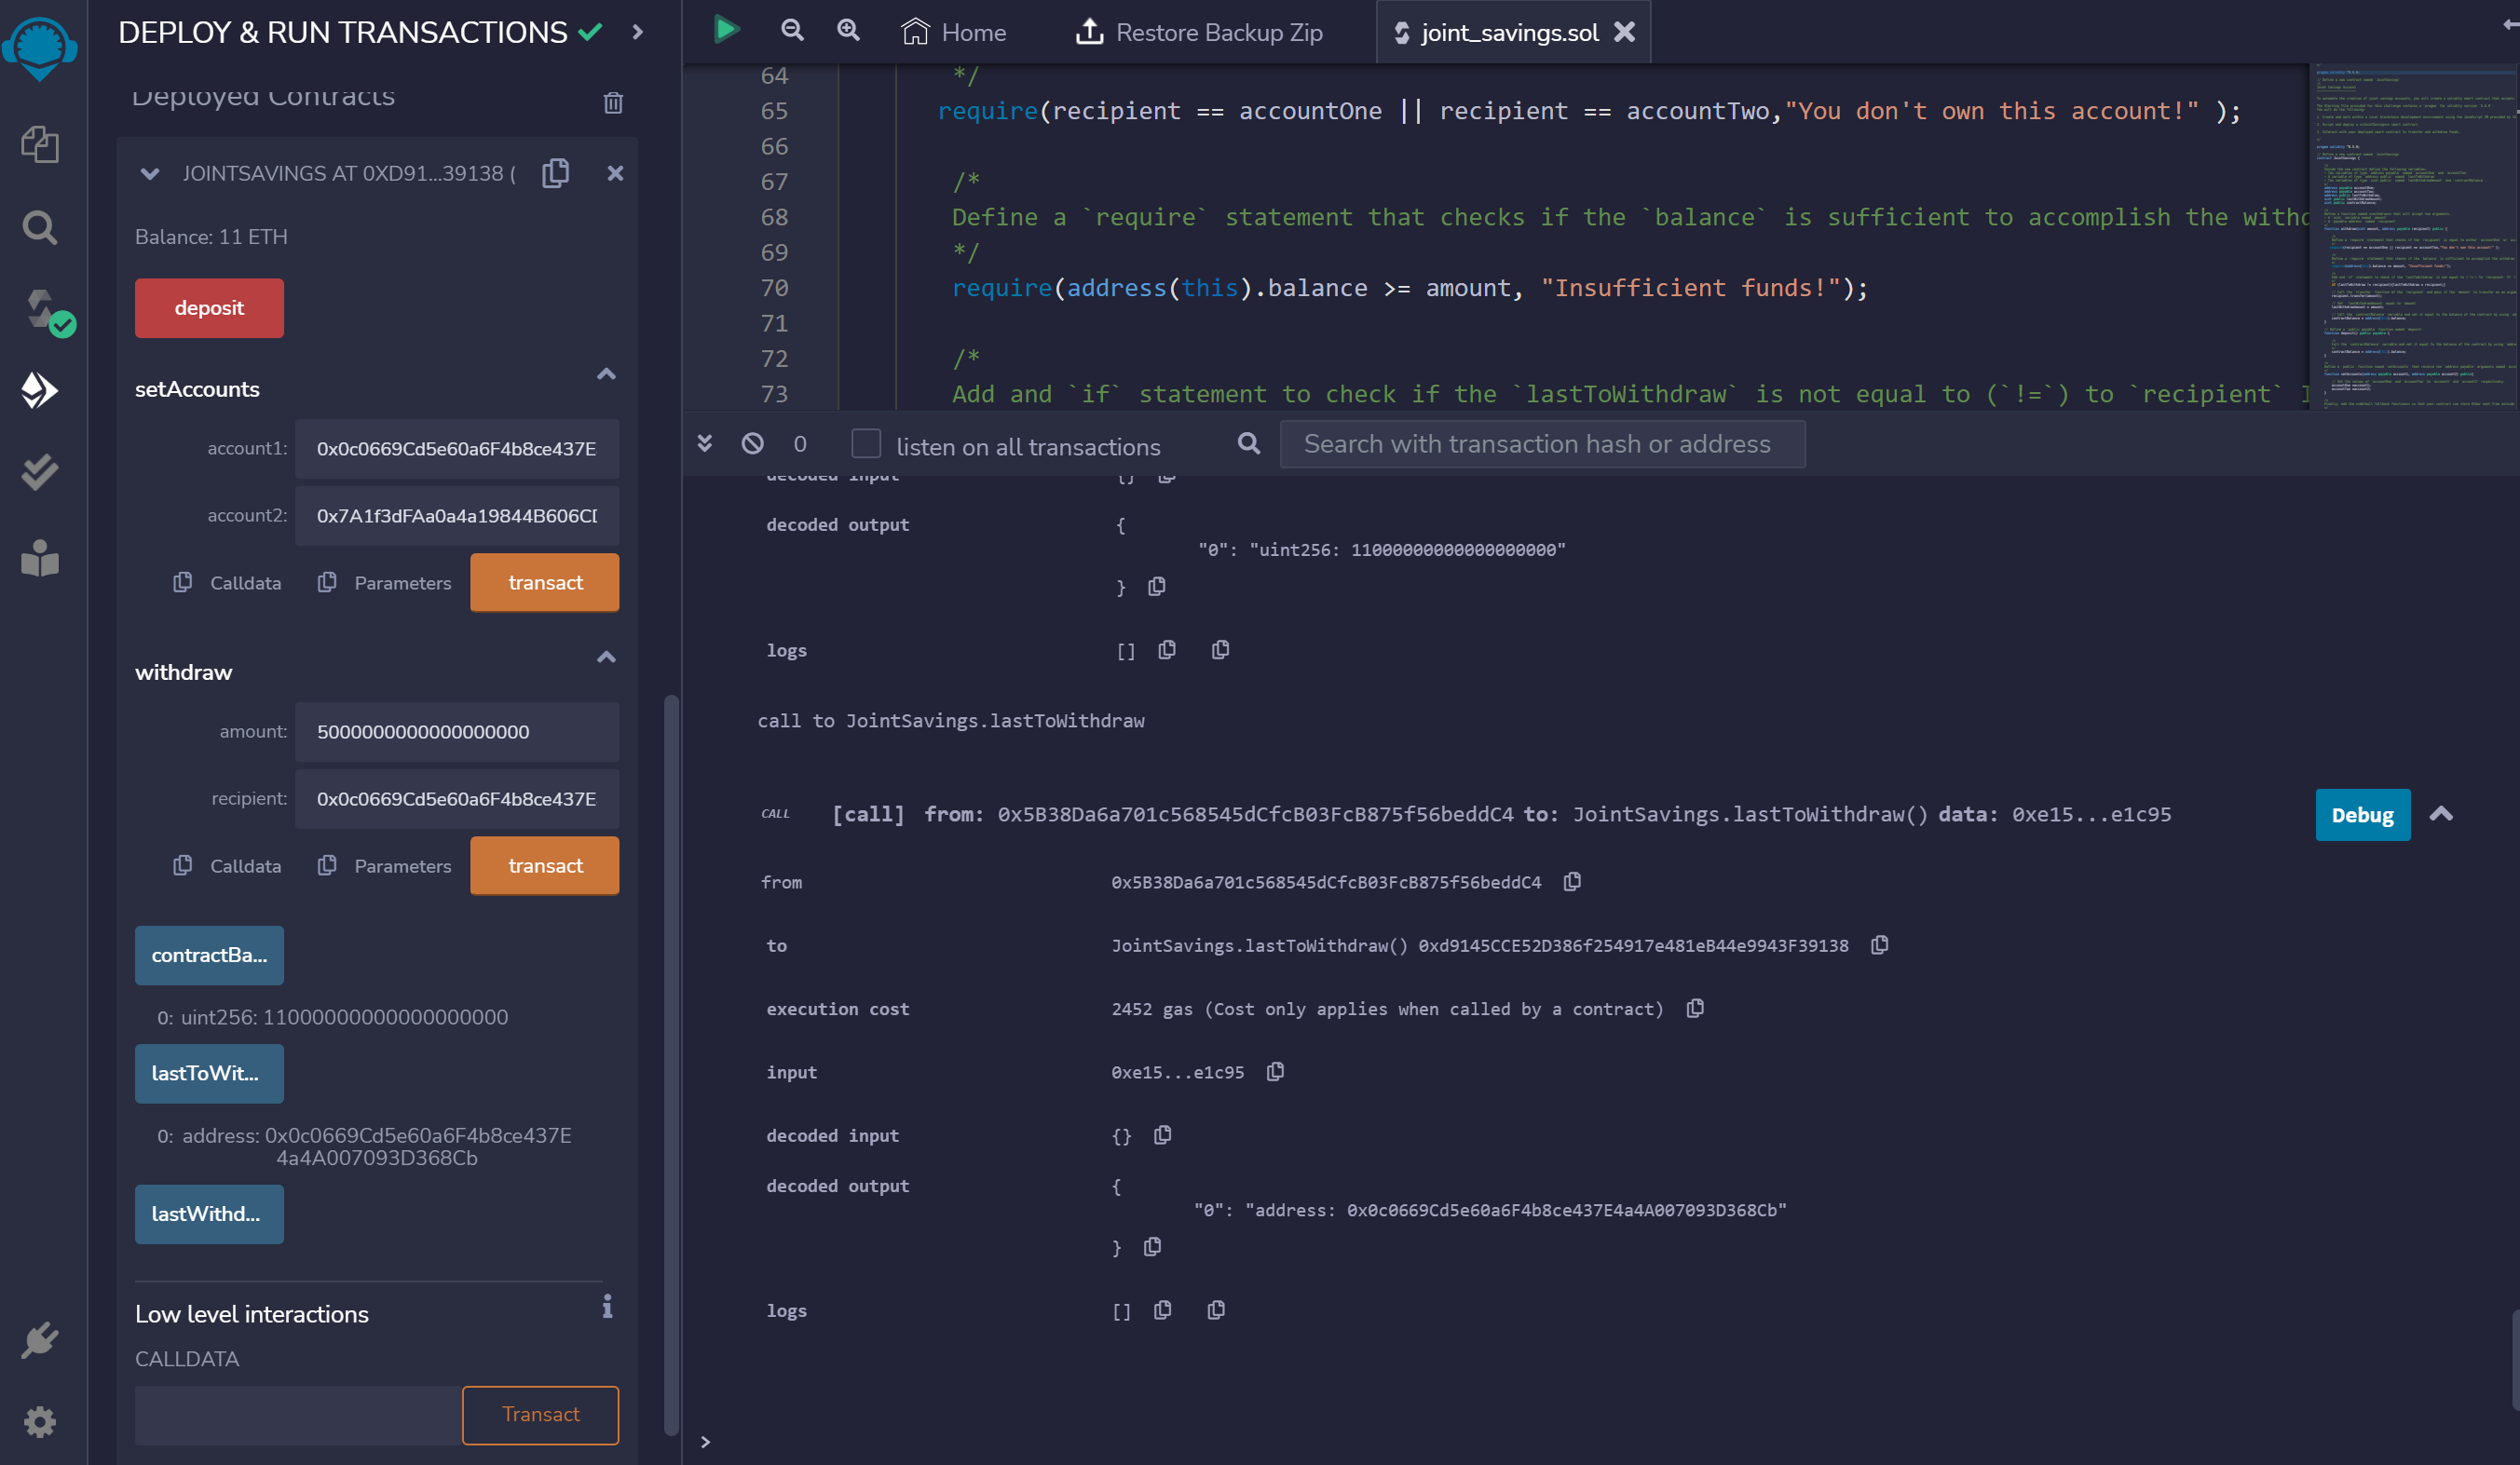 DEPLOY & RUN TRANSACTIONS
Deployed Contracts
JOINTSAVINGS AT 0XD91...39138 (
Balance: 11 ETH
deposit
setAccounts
account1: 0x0c0669Cd5e60a6F4b8ce437E
account2: 0x7A1f3dFAa0a4a19844B606CD
Calldata Parameters transact
withdraw
amount: 5000000000000000000
recipient: 0x0c0669Cd5e60a6F4b8ce437E
Calldata Parameters transact
contractBa...
0: uint256: 11000000000000000000
lastToWit...
0: address: 0x0c0669Cd5e60a6F4b8ce437E
4a4A007093D368Cb
lastWithd...
Low level interactions
CALLDATA
Transact
Home Restore Backup Zip joint_savings.sol
64 */
65 require(recipient == accountOne || recipient == accountTwo,"You don't own this account!" );
66
67 /*
68 Define a `require` statement that checks if the `balance` is sufficient to accomplish the withd
69 */
70 require(address(this).balance >= amount, "Insufficient funds!");
71
72 /*
73 Add and `if` statement to check if the `lastToWithdraw` is not equal to (`!=`) to `recipient` I
0 listen on all transactions Search with transaction hash or address
decoded input {}
decoded output {
"0": "uint256: 11000000000000000000"
}
logs []
call to JointSavings.lastToWithdraw
CALL [call] from: 0x5B38Da6a701c568545dCfcB03FcB875f56beddC4 to: JointSavings.lastToWithdraw() data: 0xe15...e1c95 Debug
from 0x5B38Da6a701c568545dCfcB03FcB875f56beddC4
to JointSavings.lastToWithdraw() 0xd9145CCE52D386f254917e481eB44e9943F39138
execution cost 2452 gas (Cost only applies when called by a contract)
input 0xe15...e1c95
decoded input {}
decoded output {
"0": "address: 0x0c0669Cd5e60a6F4b8ce437E4a4A007093D368Cb"
}
logs []
>